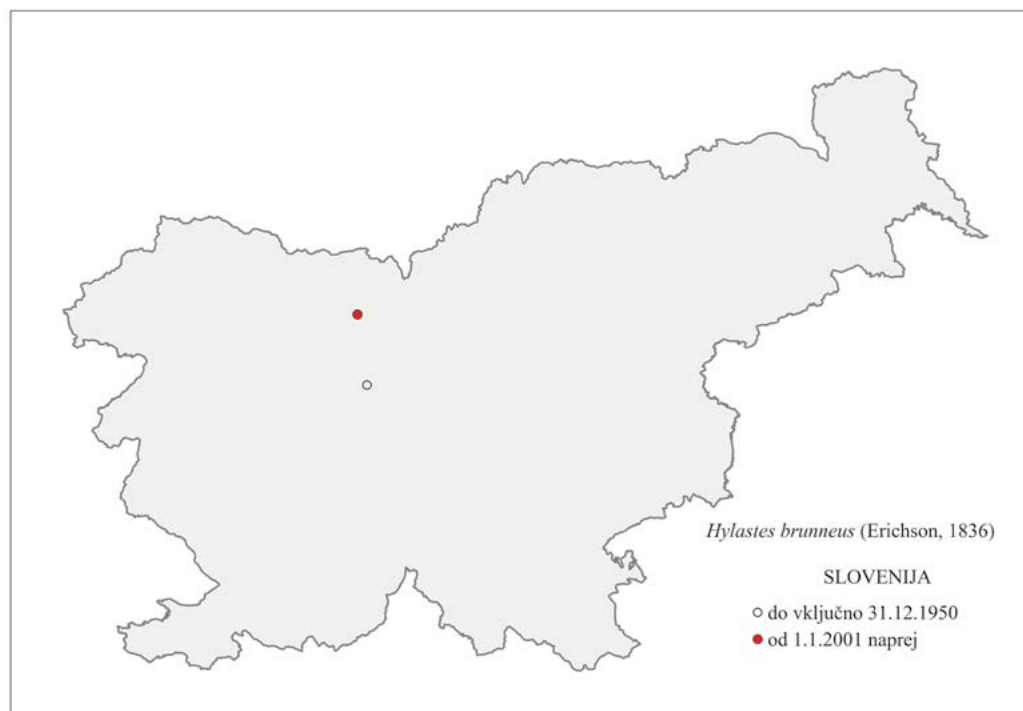 Hylastes brunneus (Erichson, 1836)
SLOVENIJA
do vključno 31.12.1950
od 1.1.2001 naprej